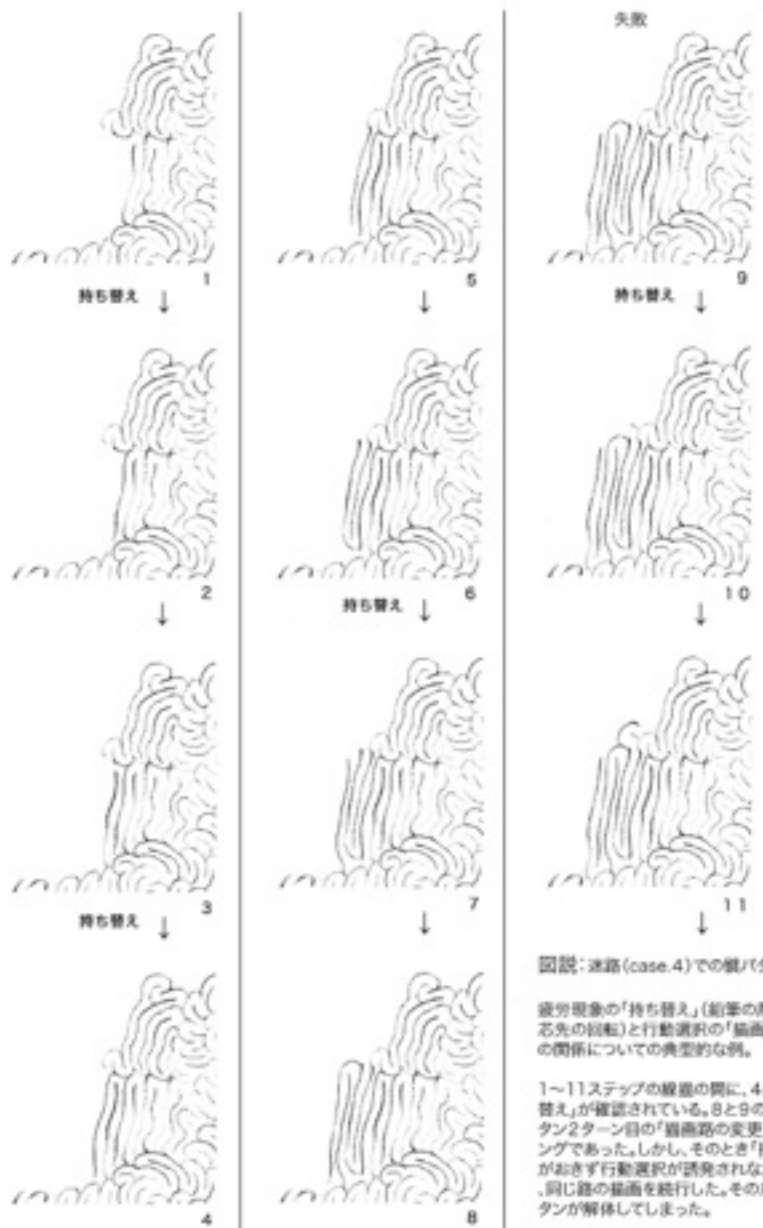 1
持ち替え ↓
2
↓
3
持ち替え ↓
4
5
↓
6
持ち替え ↓
7
↓
8
失敗
9
持ち替え ↓
10
↓
11
↓
図説：迷路(case.4)での襞パタ
疲労現象の「持ち替え」(鉛筆の
芯先の回転)と行動選択の「描画
の関係についての典型的な例。
1〜11ステップの線描の間に、4
替え」が確認されている。8と9の
タン2ターン目の「描画路の変更
ングであった。しかし、そのとき「
がおきず行動選択が誘発されな
、同じ路の描画を続行した。その
タンが解体してしまった。